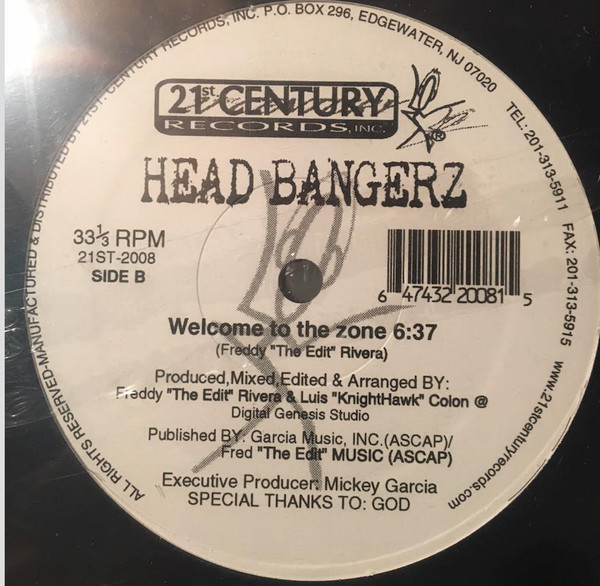 ALL RIGHTS RESERVED-MANUFACTURED & DISTRIBUTED BY 21ST. CENTURY RECORDS, INC. P.O. BOX 296, EDGEWATER, NJ 07020
TEL: 201-313-5911
FAX: 201-313-5915
www.21stcenturyrecords.com
21st. CENTURY
RECORDS, INC.
®
HEAD BANGERZ
33⅓ RPM
21ST-2008
SIDE B
6 47432 20081 5
Welcome to the zone 6:37
(Freddy "The Edit" Rivera)
Produced,Mixed,Edited & Arranged BY:
Freddy "The Edit" Rivera & Luis "KnightHawk" Colon @
Digital Genesis Studio
Published BY: Garcia Music, INC.(ASCAP)/
Fred "The Edit" MUSIC (ASCAP)
Executive Producer: Mickey Garcia
SPECIAL THANKS TO: GOD